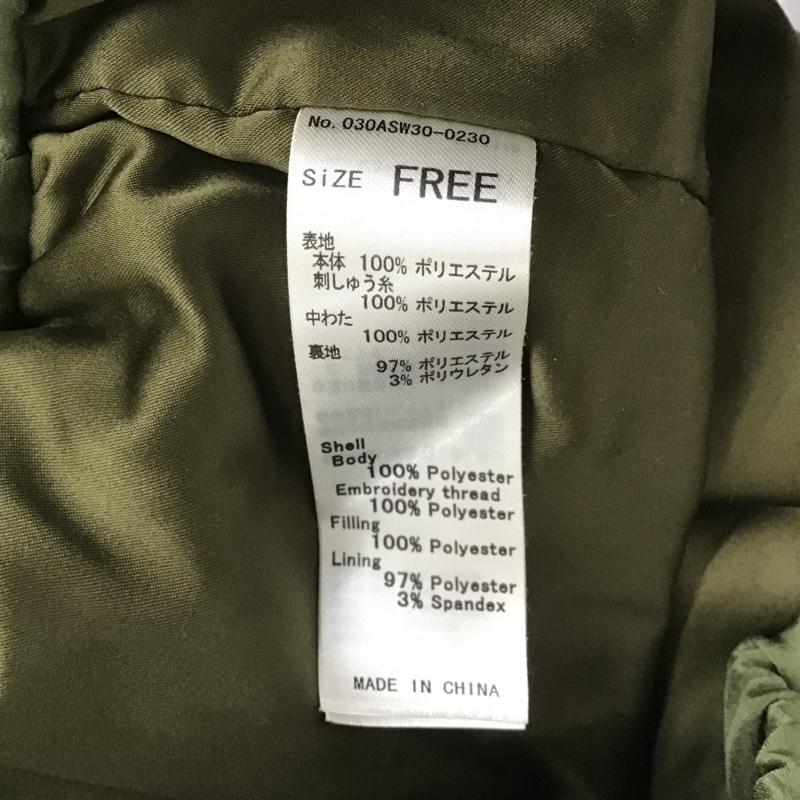 No. 030ASW30-0230
SiZE FREE
表地
本体 100% ポリエステル
刺しゅう糸
100% ポリエステル
中わた
100% ポリエステル
裏地
97% ポリエステル
3% ポリウレタン
Shell
Body
100% Polyester
Embroidery thread
100% Polyester
Filling
100% Polyester
Lining
97% Polyester
3% Spandex
MADE IN CHINA